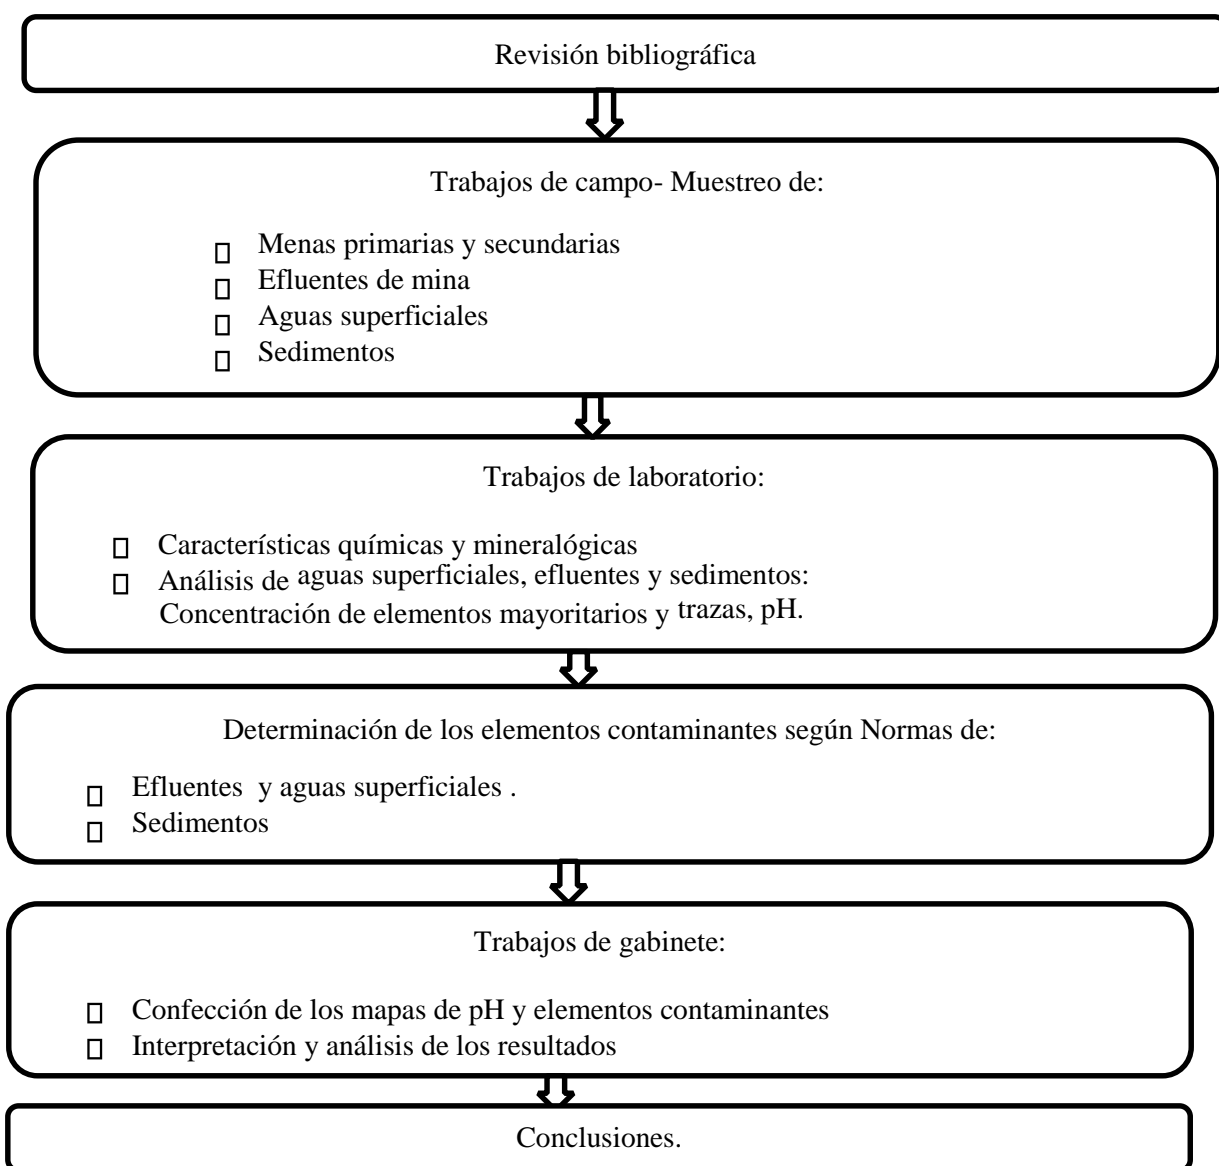 Revisión bibliográfica
Trabajos de campo- Muestreo de:
Menas primarias y secundarias
Efluentes de mina
Aguas superficiales
Sedimentos
Trabajos de laboratorio:
Características químicas y mineralógicas
Análisis de aguas superficiales, efluentes y sedimentos:
Concentración de elementos mayoritarios y trazas, pH.
Determinación de los elementos contaminantes según Normas de:
Efluentes y aguas superficiales .
Sedimentos
Trabajos de gabinete:
Confección de los mapas de pH y elementos contaminantes
Interpretación y análisis de los resultados
Conclusiones.